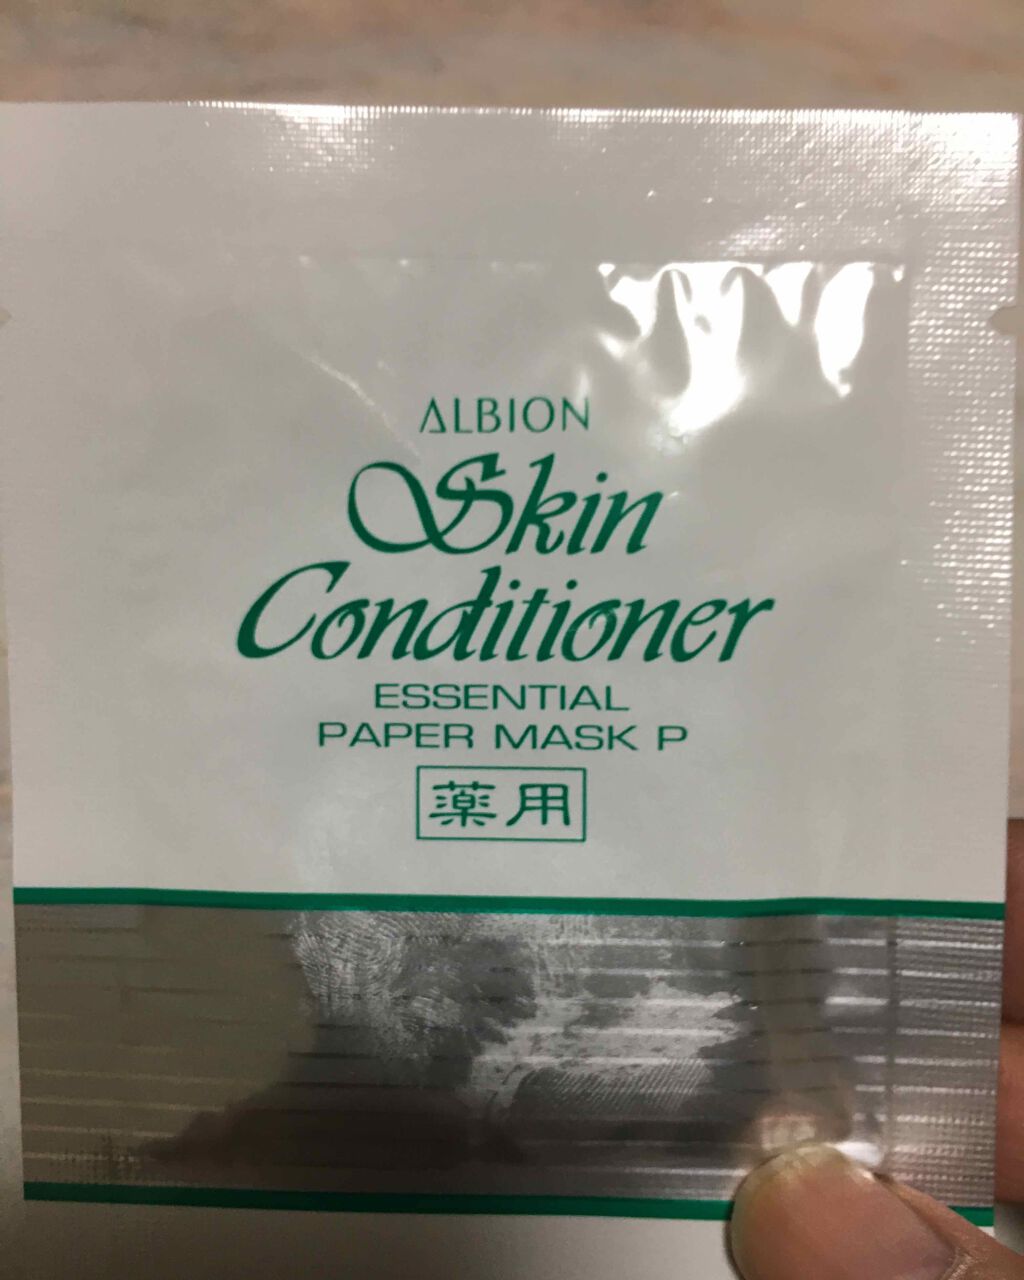 ALBION
Skin
Conditioner
ESSENTIAL
PAPER MASK P
薬用